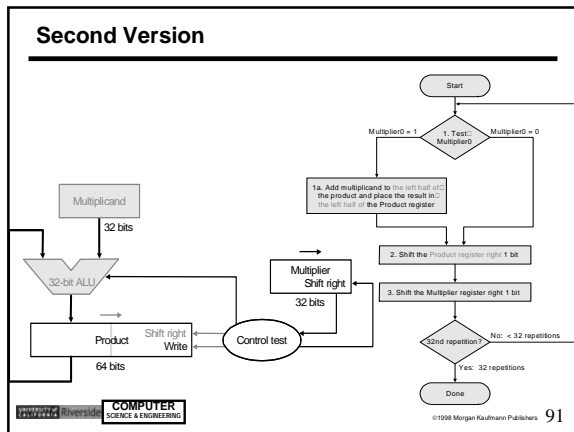 Second Version
Start
Multiplier0 = 1
1. Test
Multiplier0
Multiplier0 = 0
1a. Add multiplicand to the left half of
the product and place the result in
the left half of the Product register
2. Shift the Product register right 1 bit
3. Shift the Multiplier register right 1 bit
32nd repetition?
No: < 32 repetitions
Yes: 32 repetitions
Done
Multiplicand
32 bits
32-bit ALU
Multiplier
Shift right
32 bits
Product
Shift right
Write
Control test
64 bits
Riverside
COMPUTER
SCIENCE & ENGINEERING
©1998 Morgan Kaufmann Publishers 91